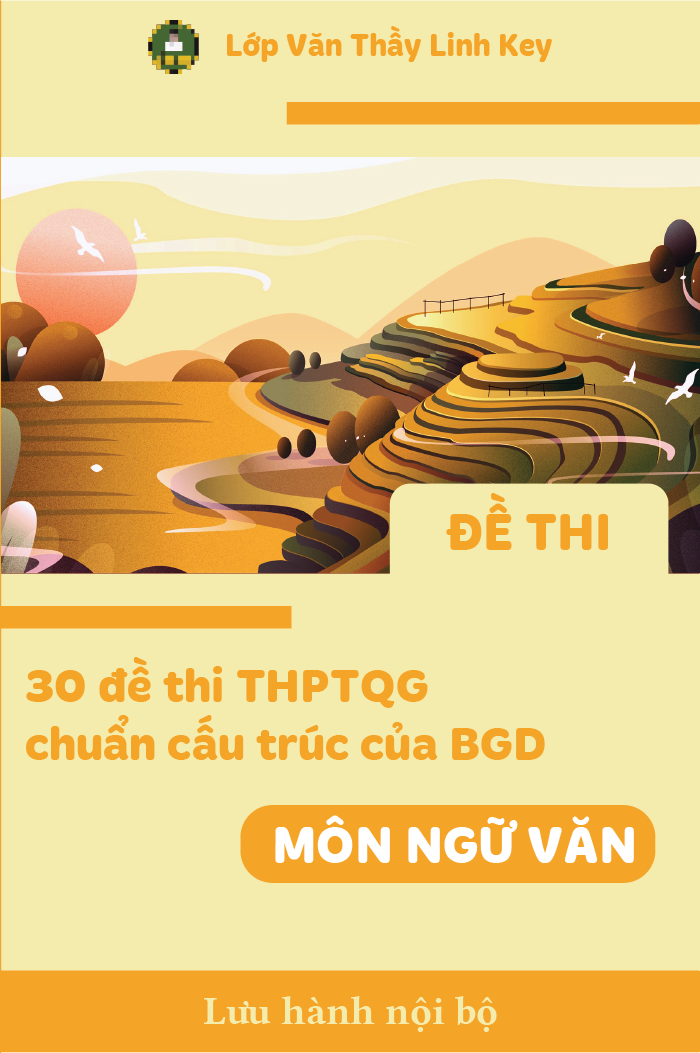 Lớp Văn Thầy Linh Key
ĐỀ THI
30 đề thi THPTQG
chuẩn cấu trúc của BGD
MÔN NGỮ VĂN
Lưu hành nội bộ